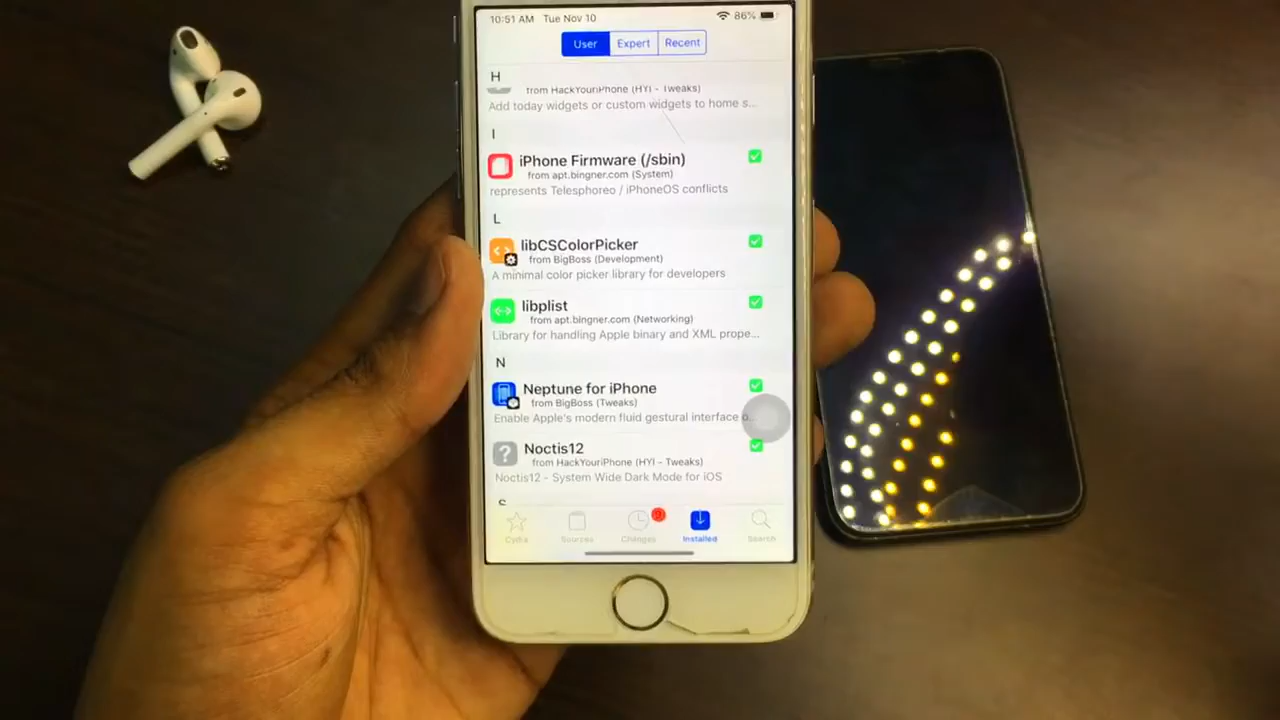 10:51 AM Tue Nov 10 86%
User Expert Recent
H
from HackYouriPhone (HYI - Tweaks)
Add today widgets or custom widgets to home s...
I
iPhone Firmware (/sbin)
from apt.bingner.com (System)
represents Telesphoreo / iPhoneOS conflicts
L
libCSColorPicker
from BigBoss (Development)
A minimal color picker library for developers
libplist
from apt.bingner.com (Networking)
Library for handling Apple binary and XML prope...
N
Neptune for iPhone
from BigBoss (Tweaks)
Enable Apple's modern fluid gestural interface o...
?
Noctis12
from HackYouriPhone (HYI - Tweaks)
Noctis12 - System Wide Dark Mode for iOS
S
Cydia Sources Changes Installed Search